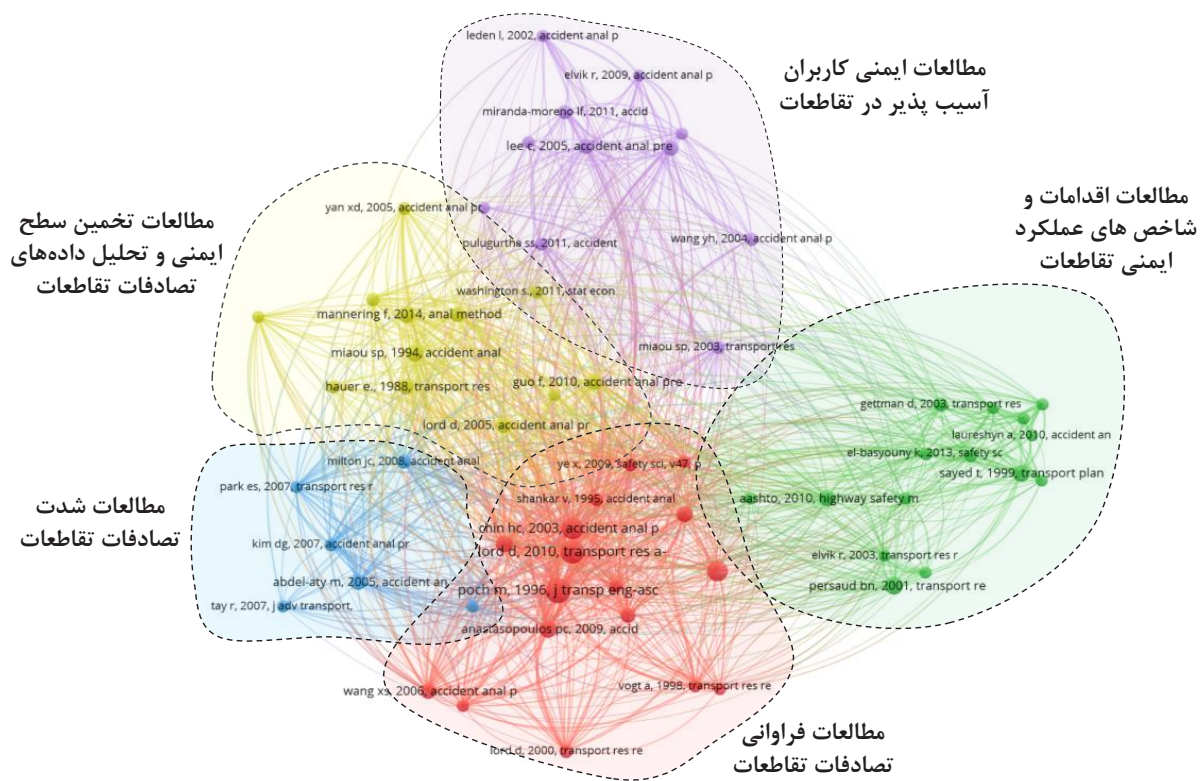 leden l, 2002, accident anal p
elvik r, 2009, accident anal p
miranda-moreno lf, 2011, accid
lee c, 2005, accident anal pre
مطالعات ایمنی کاربران
آسیب پذیر در تقاطعات
yan xd, 2005, accident anal pr
pulugurtha ss, 2011, accident
wang yh, 2004, accident anal p
miaou sp, 2003, transport res
مطالعات تخمین سطح
ایمنی و تحلیل داده‌های
تصادفات تقاطعات
washington s., 2011, stat econ
mannering f, 2014, anal method
miaou sp, 1994, accident anal
hauer e., 1988, transport res
guo f, 2010, accident anal pre
lord d, 2005, accident anal pr
مطالعات اقدامات و
شاخص های عملکرد
ایمنی تقاطعات
gettman d, 2003, transport res
laureshyn a, 2010, accident an
el-basyouny k, 2013, safety sc
sayed t, 1999, transport plan
aashto, 2010, highway safety m
elvik r, 2003, transport res r
persaud bn, 2001, transport re
مطالعات شدت
تصادفات تقاطعات
milton jc, 2008, accident anal
park es, 2007, transport res r
kim dg, 2007, accident anal pr
abdel-aty m, 2005, accident an
tay r, 2007, j adv transport,
ye x, 2009, safety sci, v47, p
shankar v, 1995, accident anal
chin hc, 2003, accident anal p
lord d, 2010, transport res a-
poch m, 1996, j transp eng-asc
anastasopoulos pc, 2009, accid
wang xs, 2006, accident anal p
vogt a, 1998, transport res re
lord d, 2000, transport res re
مطالعات فراوانی
تصادفات تقاطعات